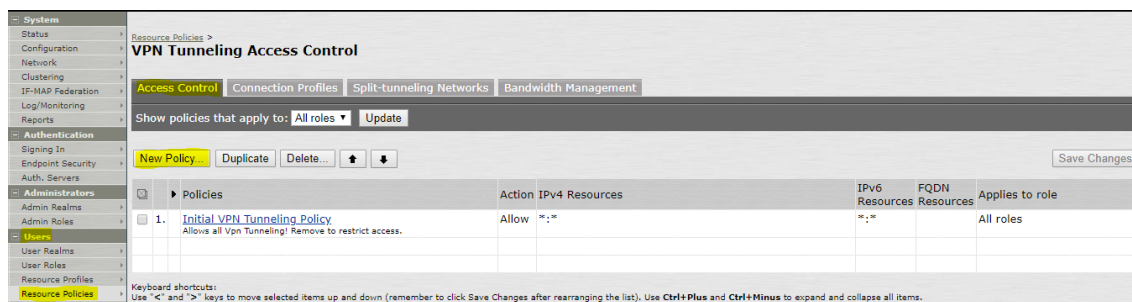 System
Status
Configuration
Network
Clustering
IF-MAP Federation
Log/Monitoring
Reports
Authentication
Signing In
Endpoint Security
Auth. Servers
Administrators
Admin Realms
Admin Roles
Users
User Realms
User Roles
Resource Profiles
Resource Policies
Resource Policies >
VPN Tunneling Access Control
Access Control Connection Profiles Split-tunneling Networks Bandwidth Management
Show policies that apply to: All roles Update
New Policy... Duplicate Delete... Save Changes
Policies Action IPv4 Resources IPv6 Resources FQDN Resources Applies to role
1. Initial VPN Tunneling Policy Allow *:* *:* All roles
Allows all Vpn Tunneling! Remove to restrict access.
Keyboard shortcuts:
Use "<" and ">" keys to move selected items up and down (remember to click Save Changes after rearranging the list). Use Ctrl+Plus and Ctrl+Minus to expand and collapse all items.